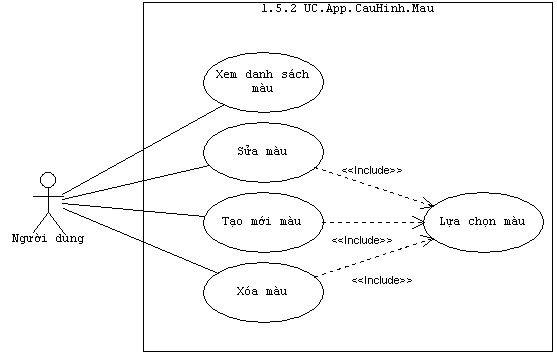 1.5.2 UC.App.CauHinh.Mau
Xem danh sách
màu
Sửa màu
<<Include>>
Tạo mới màu
Lựa chọn màu
<<Include>>
Người dùng
Xóa màu
<<Include>>